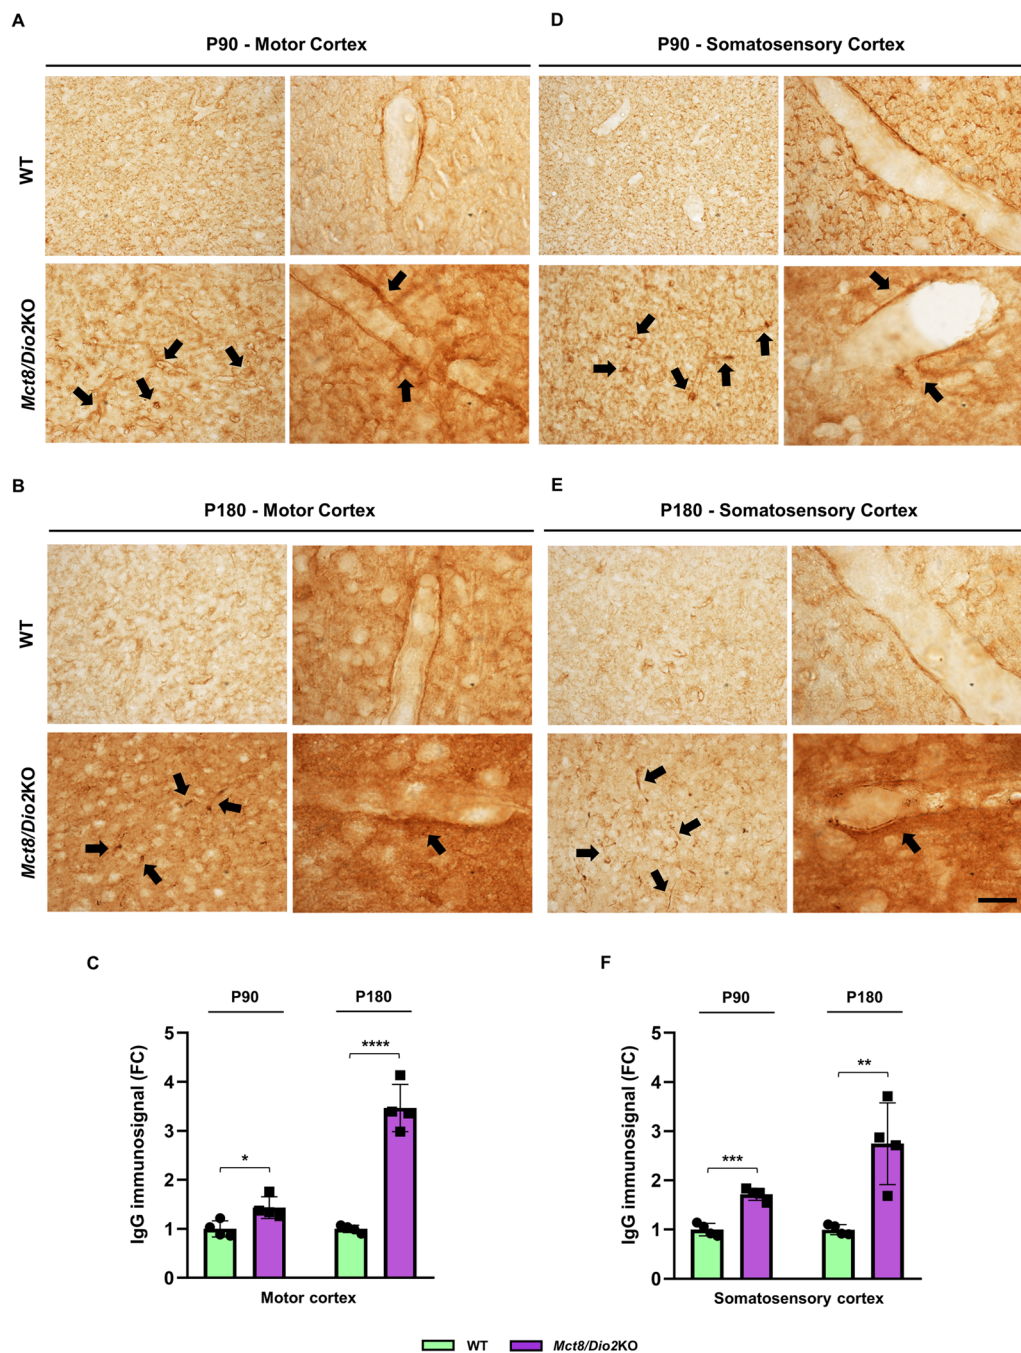 A
P90 - Motor Cortex
WT
Mct8/Dio2KO
D
P90 - Somatosensory Cortex
B
P180 - Motor Cortex
WT
Mct8/Dio2KO
E
P180 - Somatosensory Cortex
C
P90
P180
IgG immunosignal (FC)
5
4
3
2
1
0
*
****
Motor cortex
F
P90
P180
IgG immunosignal (FC)
5
4
3
2
1
0
***
**
Somatosensory cortex
WT
Mct8/Dio2KO